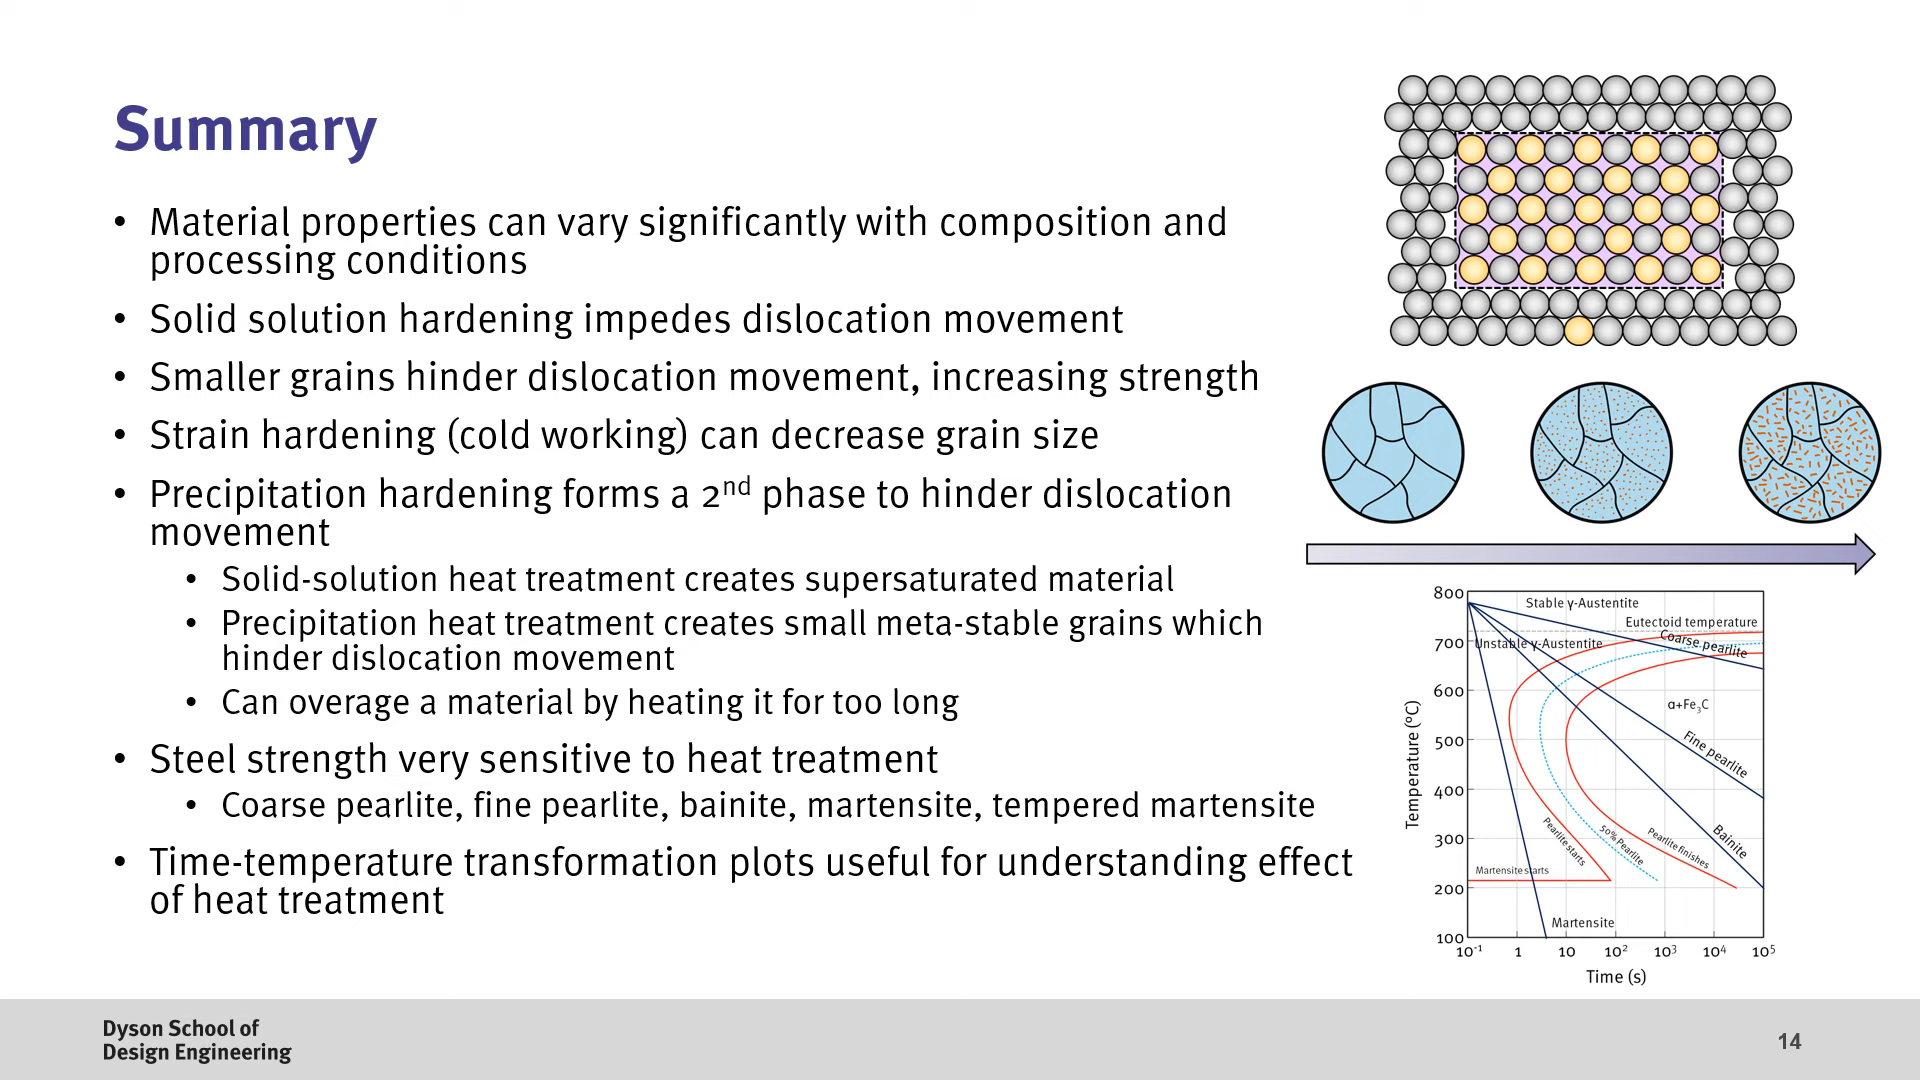 Summary
• Material properties can vary significantly with composition and
processing conditions
• Solid solution hardening impedes dislocation movement
• Smaller grains hinder dislocation movement, increasing strength
• Strain hardening (cold working) can decrease grain size
• Precipitation hardening forms a 2nd phase to hinder dislocation
movement
• Solid-solution heat treatment creates supersaturated material
• Precipitation heat treatment creates small meta-stable grains which
hinder dislocation movement
• Can overage a material by heating it for too long
• Steel strength very sensitive to heat treatment
• Coarse pearlite, fine pearlite, bainite, martensite, tempered martensite
• Time-temperature transformation plots useful for understanding effect
of heat treatment
800
700
600
500
400
300
200
100
Temperature (°C)
Stable γ-Austentite
Eutectoid temperature
Unstable γ-Austentite
Coarse pearlite
α+Fe3C
Fine pearlite
Bainite
Pearlite starts
50% Pearlite
Pearlite finishes
Martensite starts
Martensite
10-1
1
10
10²
10³
10⁴
10⁵
Time (s)
Dyson School of
Design Engineering
14